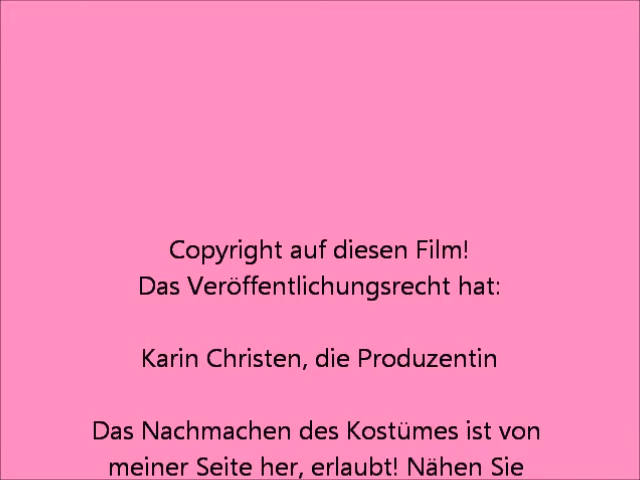 Copyright auf diesen Film!
Das Veröffentlichungsrecht hat:
Karin Christen, die Produzentin
Das Nachmachen des Kostümes ist von
meiner Seite her, erlaubt! Nähen Sie